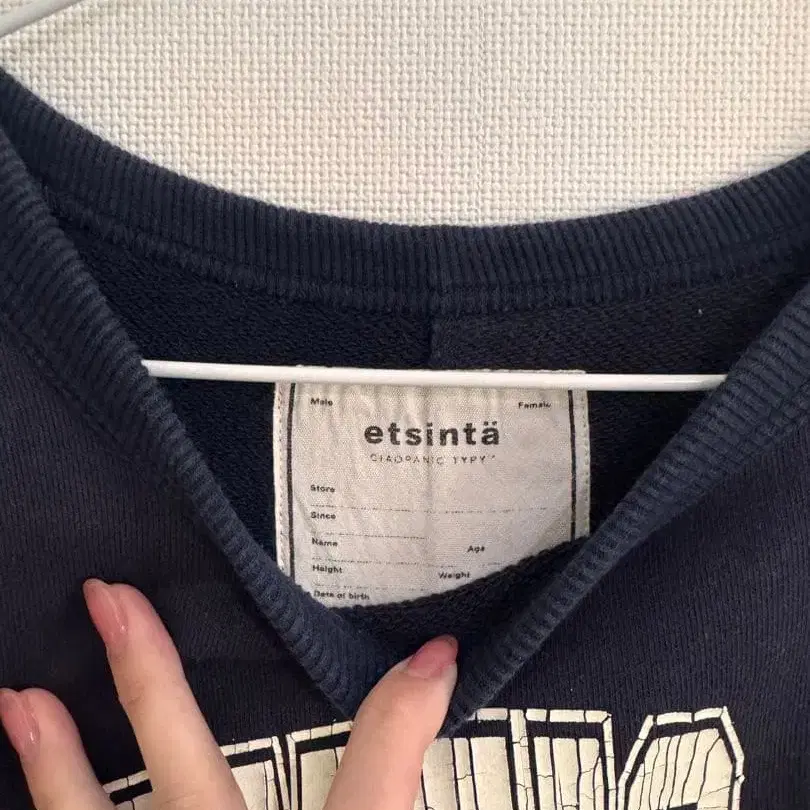 Male Female
etsintä
CIAOPANIC TYPY
Store
Since
Name Age
Height Weight
Date of birth